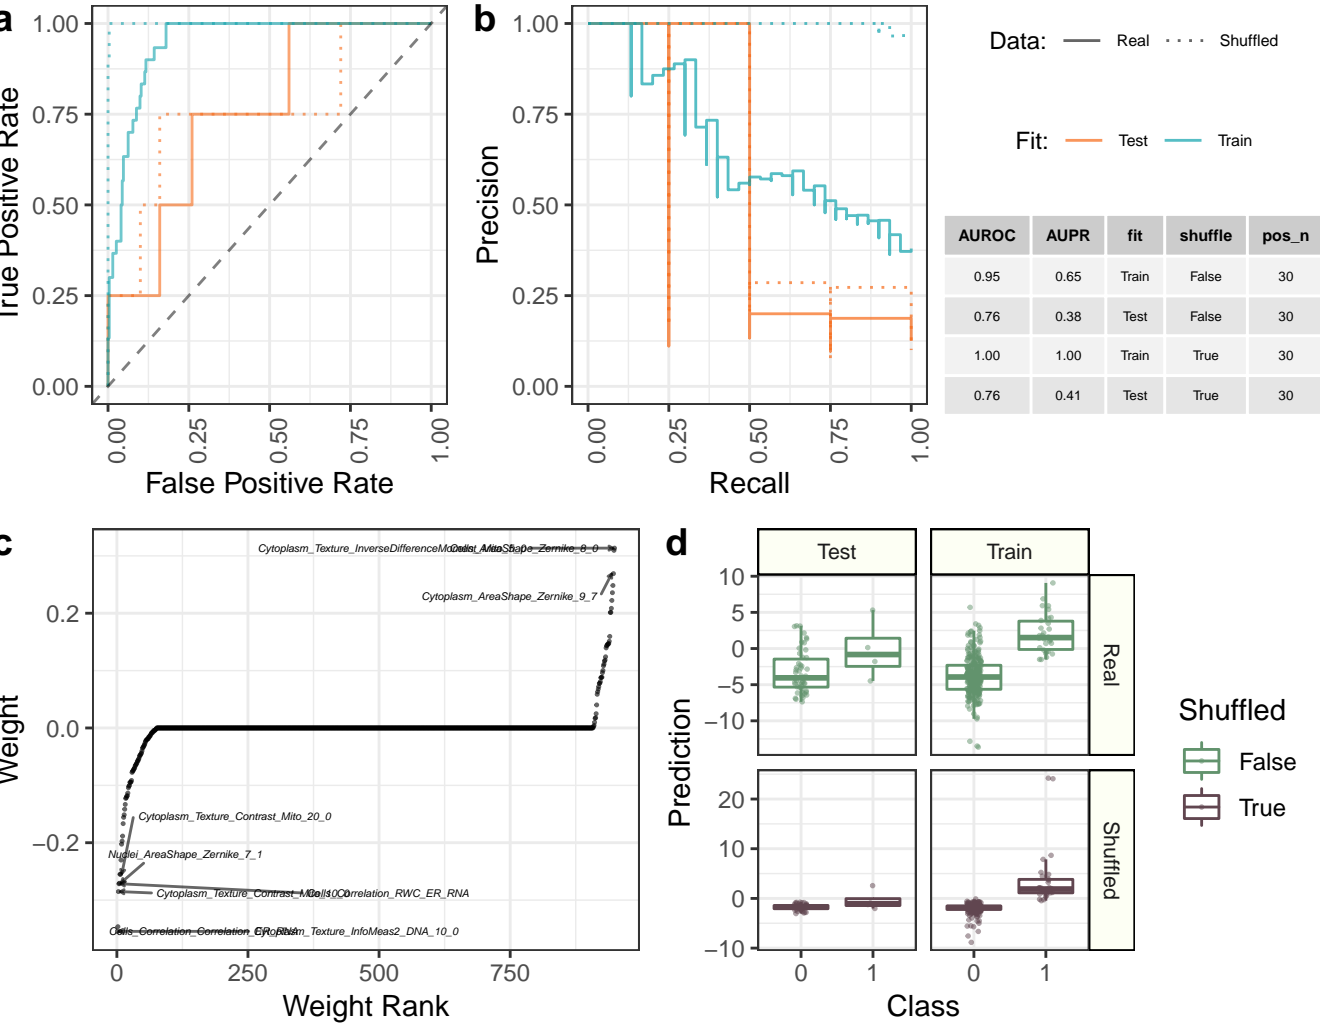 a
True Positive Rate
1.00
0.75
0.50
0.25
0.00
0.00
0.25
0.50
0.75
1.00
False Positive Rate
b
Precision
1.00
0.75
0.50
0.25
0.00
0.00
0.25
0.50
0.75
1.00
Recall
Data: Real Shuffled
Fit: Test Train
AUROC AUPR fit shuffle pos_n
0.95 0.65 Train False 30
0.76 0.38 Test False 30
1.00 1.00 Train True 30
0.76 0.41 Test True 30
c
Weight
0.2
0.0
−0.2
0
250
500
750
Weight Rank
Cytoplasm_AreaShape_Zernike_9_7
Cytoplasm_Texture_Contrast_Mito_20_0
Nuclei_AreaShape_Zernike_7_1
Cytoplasm_Texture_InfoMeas2_DNA_10_0
d
Test
Train
Real
Shuffled
Prediction
10
5
0
−5
−10
20
10
0
−10
0
1
0
1
Class
Shuffled
False
True